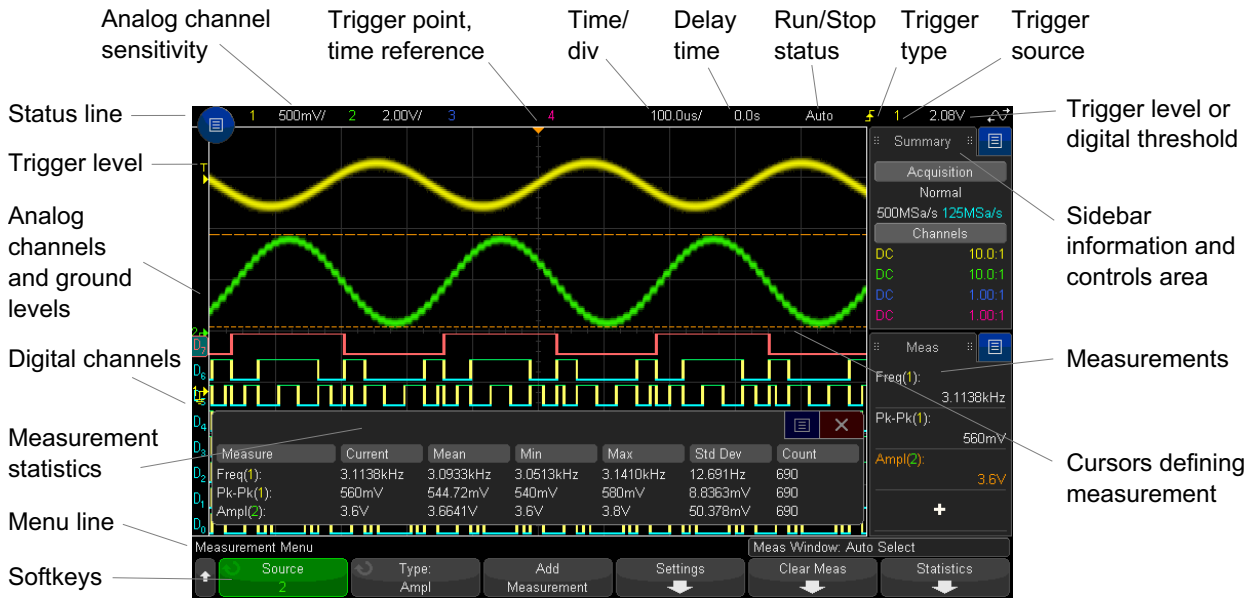 Analog channel
sensitivity
Trigger point,
time reference
Time/
div
Delay
time
Run/Stop
status
Trigger
type
Trigger
source
Status line
1 500mV/ 2 2.00V/ 3 4 100.0us/ 0.0s Auto 1 2.08V
Trigger level or
digital threshold
Trigger level
T
Analog
channels
and ground
levels
Summary
Acquisition
Normal
500MSa/s 125MSa/s
Channels
DC 10.0:1
DC 10.0:1
DC 1.00:1
DC 1.00:1
Sidebar
information and
controls area
2
Digital channels
D7
D6
D4
D3
D2
D1
D0
Meas
Freq(1):
3.1138kHz
Pk-Pk(1):
560mV
Ampl(2):
3.6V
Measurements
Cursors defining
measurement
Measurement
statistics
Measure Current Mean Min Max Std Dev Count
Freq(1): 3.1138kHz 3.0933kHz 3.0513kHz 3.1410kHz 12.691Hz 690
Pk-Pk(1): 560mV 544.72mV 540mV 580mV 8.8363mV 690
Ampl(2): 3.6V 3.6641V 3.6V 3.8V 50.378mV 690
Menu line
Measurement Menu
Meas Window: Auto Select
Softkeys
Source
2
Type:
Ampl
Add
Measurement
Settings
Clear Meas
Statistics